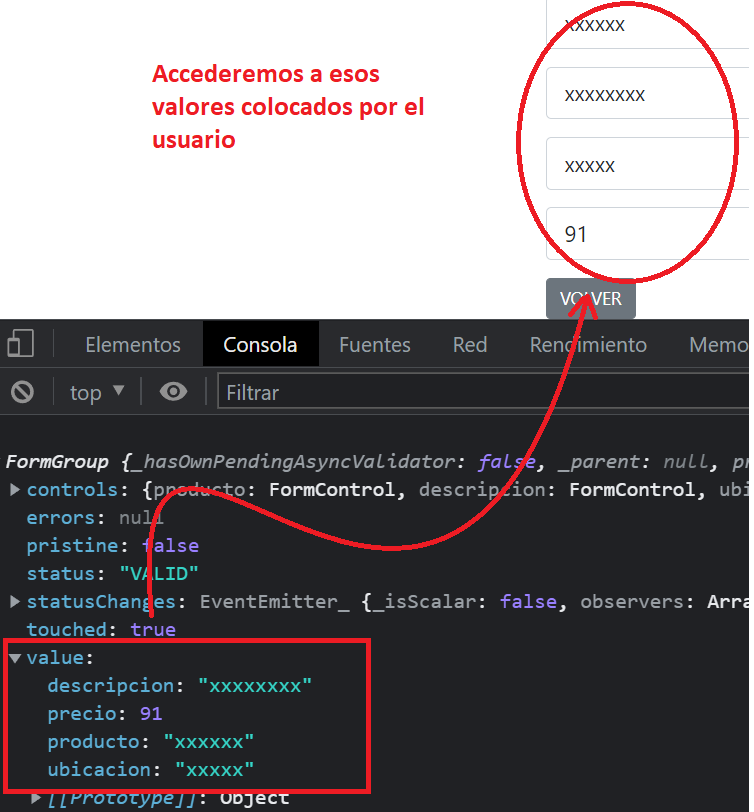 xxxxxx
Accederemos a esos
valores colocados por el
usuario
xxxxxxxx
xxxxx
91
VOLVER
Elementos Consola Fuentes Red Rendimiento Memo
top ▼ Filtrar
FormGroup {_hasOwnPendingAsyncValidator: false, _parent: null, pr
▶ controls: {producto: FormControl, descripcion: FormControl, ubi
errors: null
pristine: false
status: "VALID"
▶ statusChanges: EventEmitter_ {_isScalar: false, observers: Arra
touched: true
▼ value:
descripcion: "xxxxxxxx"
precio: 91
producto: "xxxxxx"
ubicacion: "xxxxx"
▶ [[Prototype]]: Object